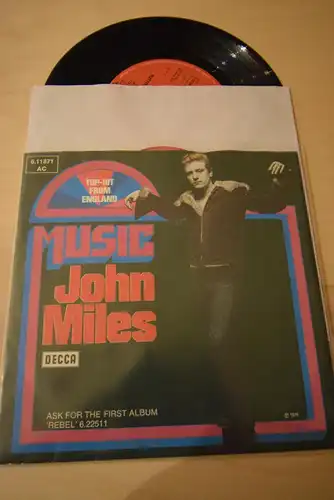 6.11871
AC
TOP-HIT
FROM
ENGLAND
MUSIC
John
Miles
DECCA
ASK FOR THE FIRST ALBUM
'REBEL' 6.22511